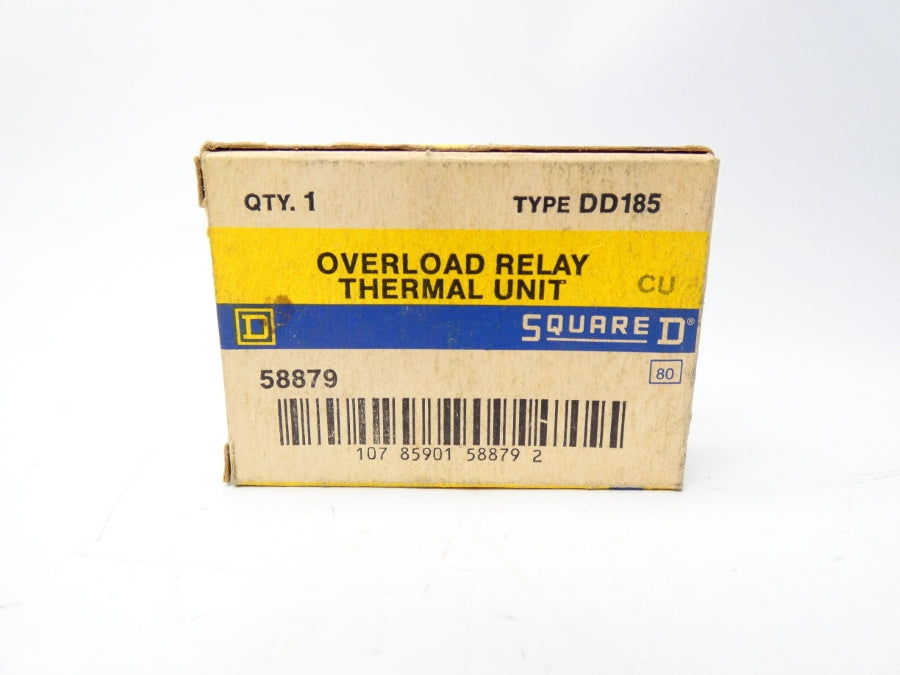 QTY. 1 TYPE DD185
OVERLOAD RELAY
THERMAL UNIT CU
D SQUARE D®
58879 80
107 85901 58879 2